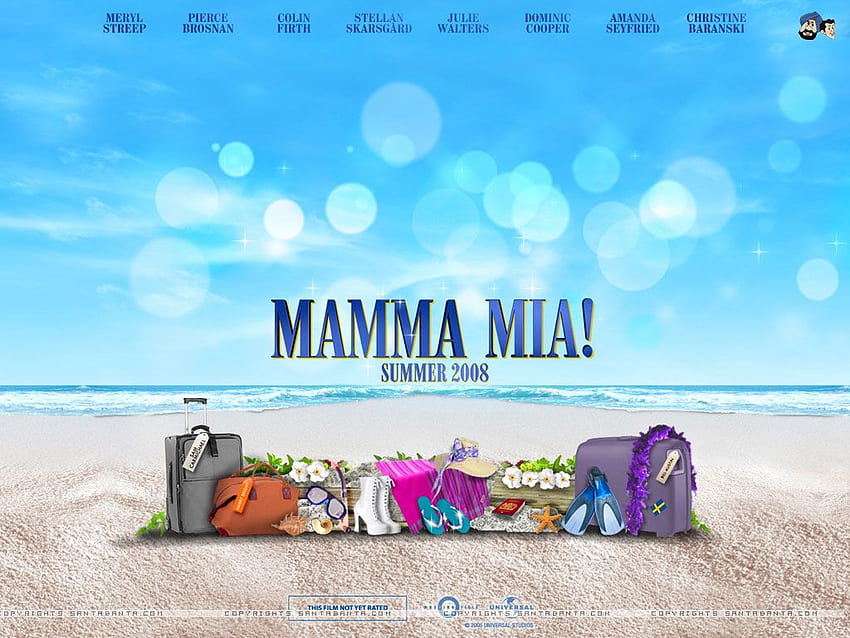 MERYL STREEP
PIERCE BROSNAN
COLIN FIRTH
STELLAN SKARSGÅRD
JULIE WALTERS
DOMINIC COOPER
AMANDA SEYFRIED
CHRISTINE BARANSKI
MAMMA MIA!
SUMMER 2008
SAM CARMICHAEL
THIS FILM NOT YET RATED
UNIVERSAL
COPYRIGHTS SANTABANTA.COM
COPYRIGHTS SANTABANTA.COM
COPYRIGHTS SANTABANTA.COM
COPYRIGHTS SANTABANTA.COM
UNIVERSAL STUDIOS